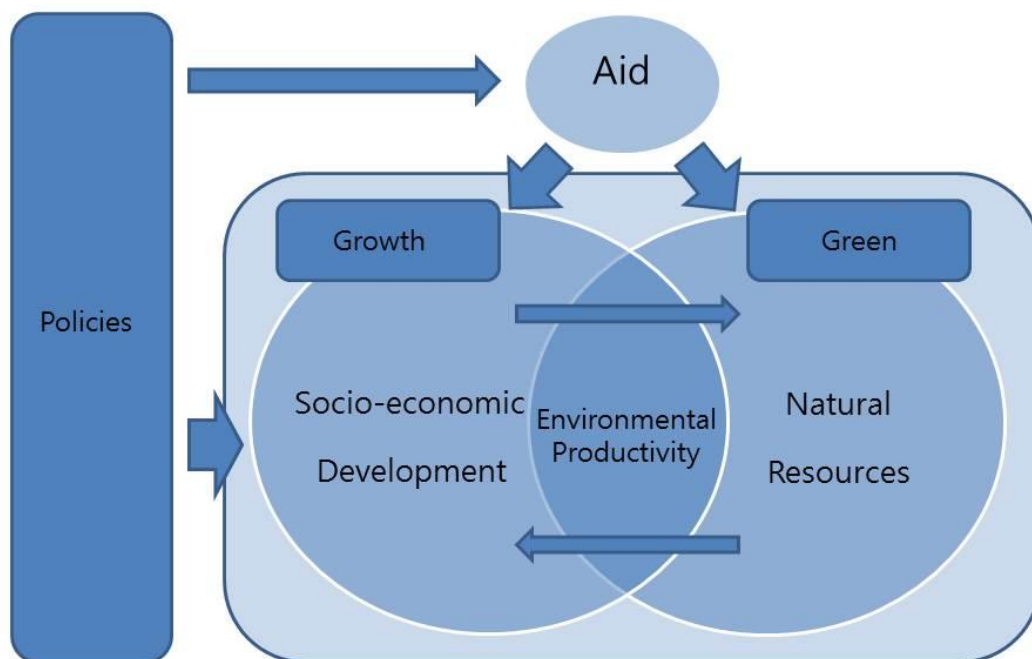 Aid
Growth
Green
Policies
Socio-economic
Development
Environmental
Productivity
Natural
Resources